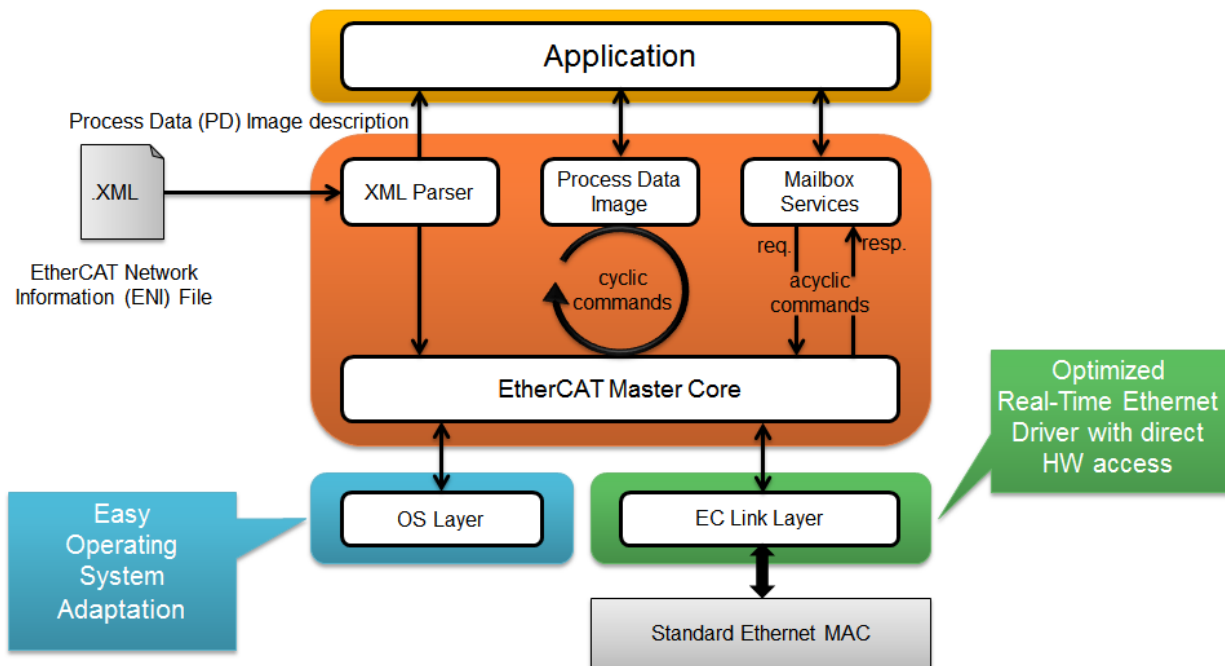 Application
Process Data (PD) Image description
.XML
XML Parser
Process Data
Image
Mailbox
Services
req.
resp.
EtherCAT Network
Information (ENI) File
cyclic
commands
acyclic
commands
EtherCAT Master Core
Optimized
Real-Time Ethernet
Driver with direct
HW access
Easy
Operating
System
Adaptation
OS Layer
EC Link Layer
Standard Ethernet MAC